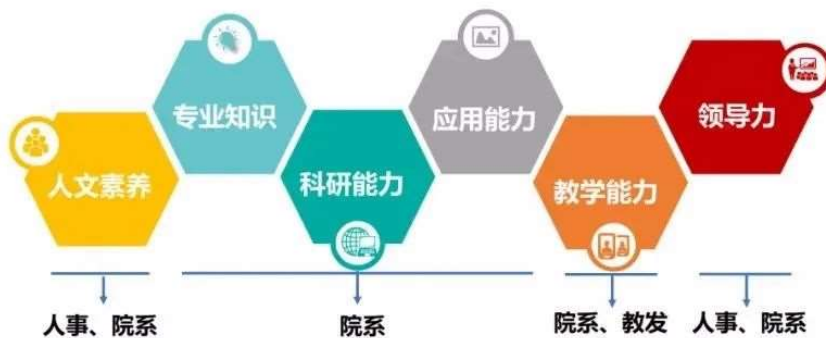 专业知识
应用能力
领导力
人文素养
科研能力
教学能力
人事、院系
院系
院系、教发
人事、院系